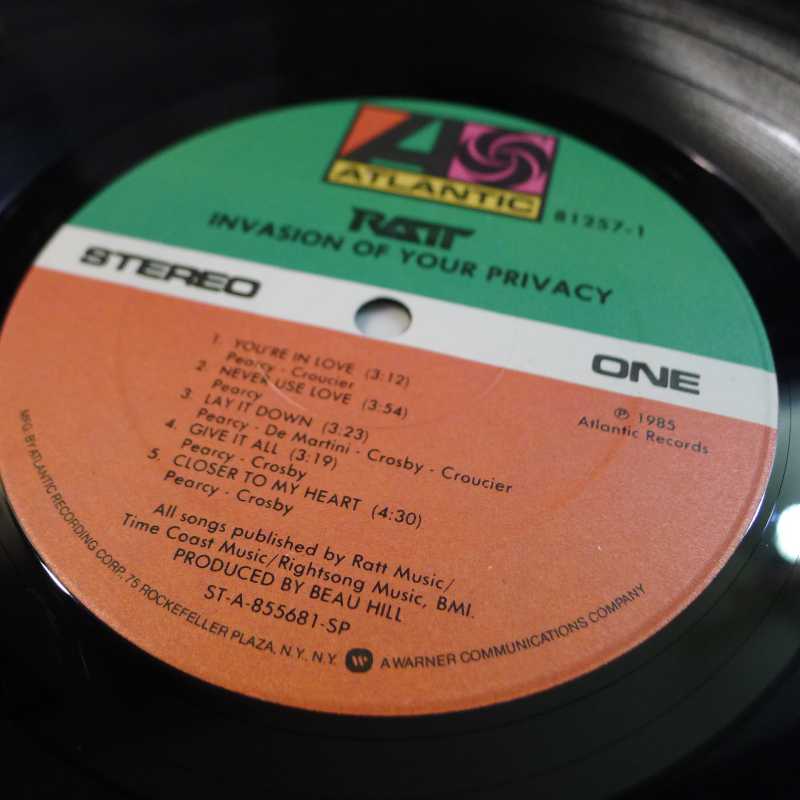 ATLANTIC
81257-1
RATT
INVASION OF YOUR PRIVACY
STEREO
ONE
1. YOU'RE IN LOVE (3:12)
Pearcy - Croucier
2. NEVER USE LOVE (3:54)
Pearcy
3. LAY IT DOWN (3:23)
Pearcy - De Martini - Crosby - Croucier
4. GIVE IT ALL (3:19)
Pearcy - Crosby
5. CLOSER TO MY HEART (4:30)
Pearcy - Crosby
℗ 1985
Atlantic Records
All songs published by Ratt Music/
Time Coast Music/Rightsong Music, BMI.
PRODUCED BY BEAU HILL
ST-A-855681-SP
MFG. BY ATLANTIC RECORDING CORP., 75 ROCKEFELLER PLAZA, N.Y., N.Y. W A WARNER COMMUNICATIONS COMPANY